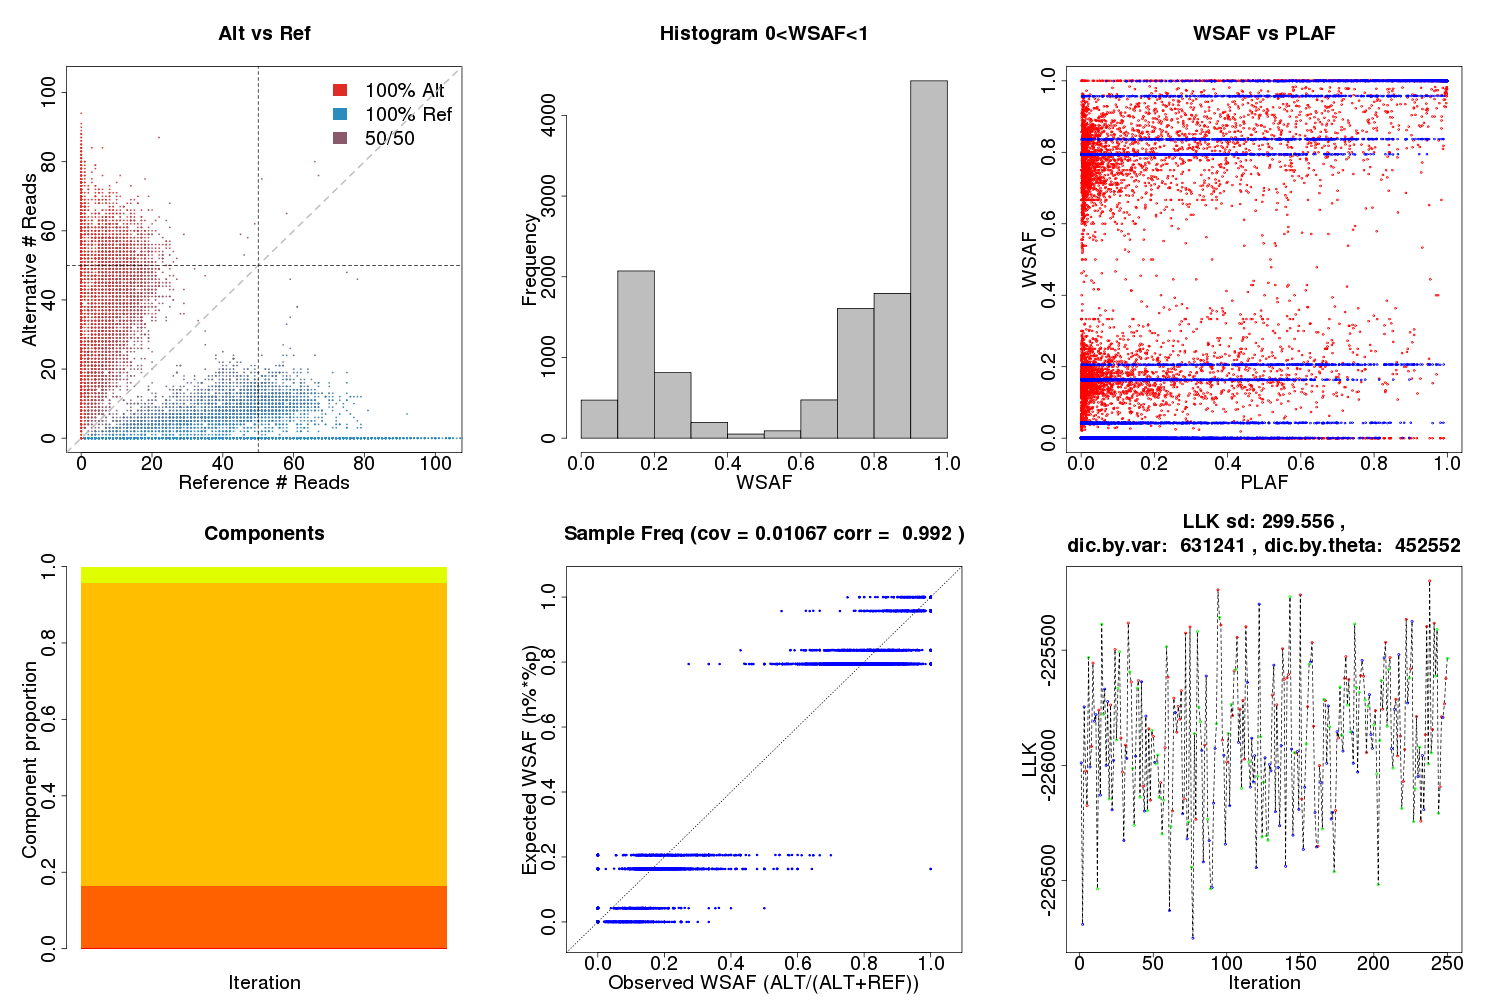 Alt vs Ref
100% Alt
100% Ref
50/50
Alternative # Reads
0 20 40 60 80 100
0 20 40 60 80 100
Reference # Reads
Histogram 0<WSAF<1
Frequency
0 1000 2000 3000 4000
0.0 0.2 0.4 0.6 0.8 1.0
WSAF
WSAF vs PLAF
WSAF
0.0 0.2 0.4 0.6 0.8 1.0
0.0 0.2 0.4 0.6 0.8 1.0
PLAF
Components
Component proportion
0.0 0.2 0.4 0.6 0.8 1.0
Iteration
Sample Freq (cov = 0.01067 corr = 0.992 )
Expected WSAF (h%*%p)
0.0 0.2 0.4 0.6 0.8 1.0
0.0 0.2 0.4 0.6 0.8 1.0
Observed WSAF (ALT/(ALT+REF))
LLK sd: 299.556 ,
dic.by.var: 631241 , dic.by.theta: 452552
LLK
-226500 -226000 -225500
0 50 100 150 200 250
Iteration